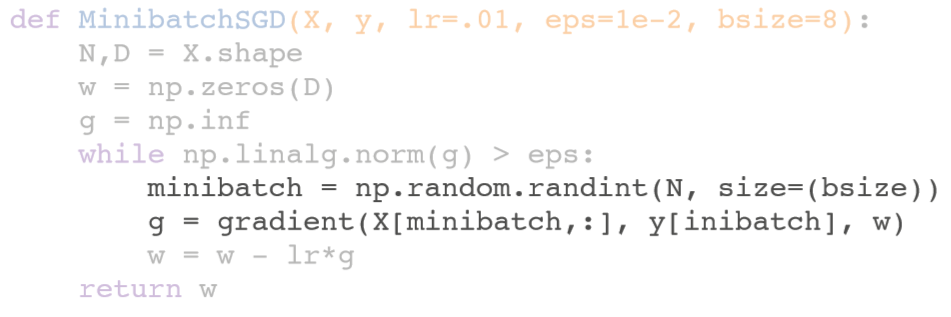 def MinibatchSGD(X, y, lr=.01, eps=1e-2, bsize=8):
    N,D = X.shape
    w = np.zeros(D)
    g = np.inf
    while np.linalg.norm(g) > eps:
        minibatch = np.random.randint(N, size=(bsize))
        g = gradient(X[minibatch,:], y[inibatch], w)
        w = w - lr*g
    return w